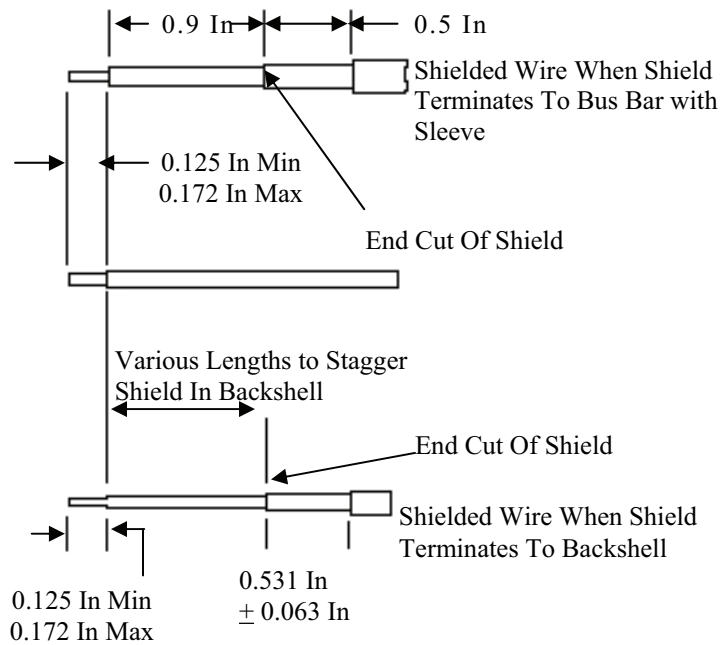 0.9 In
0.5 In
Shielded Wire When Shield
Terminates To Bus Bar with
Sleeve
0.125 In Min
0.172 In Max
End Cut Of Shield
Various Lengths to Stagger
Shield In Backshell
End Cut Of Shield
Shielded Wire When Shield
Terminates To Backshell
0.125 In Min
0.172 In Max
0.531 In
± 0.063 In